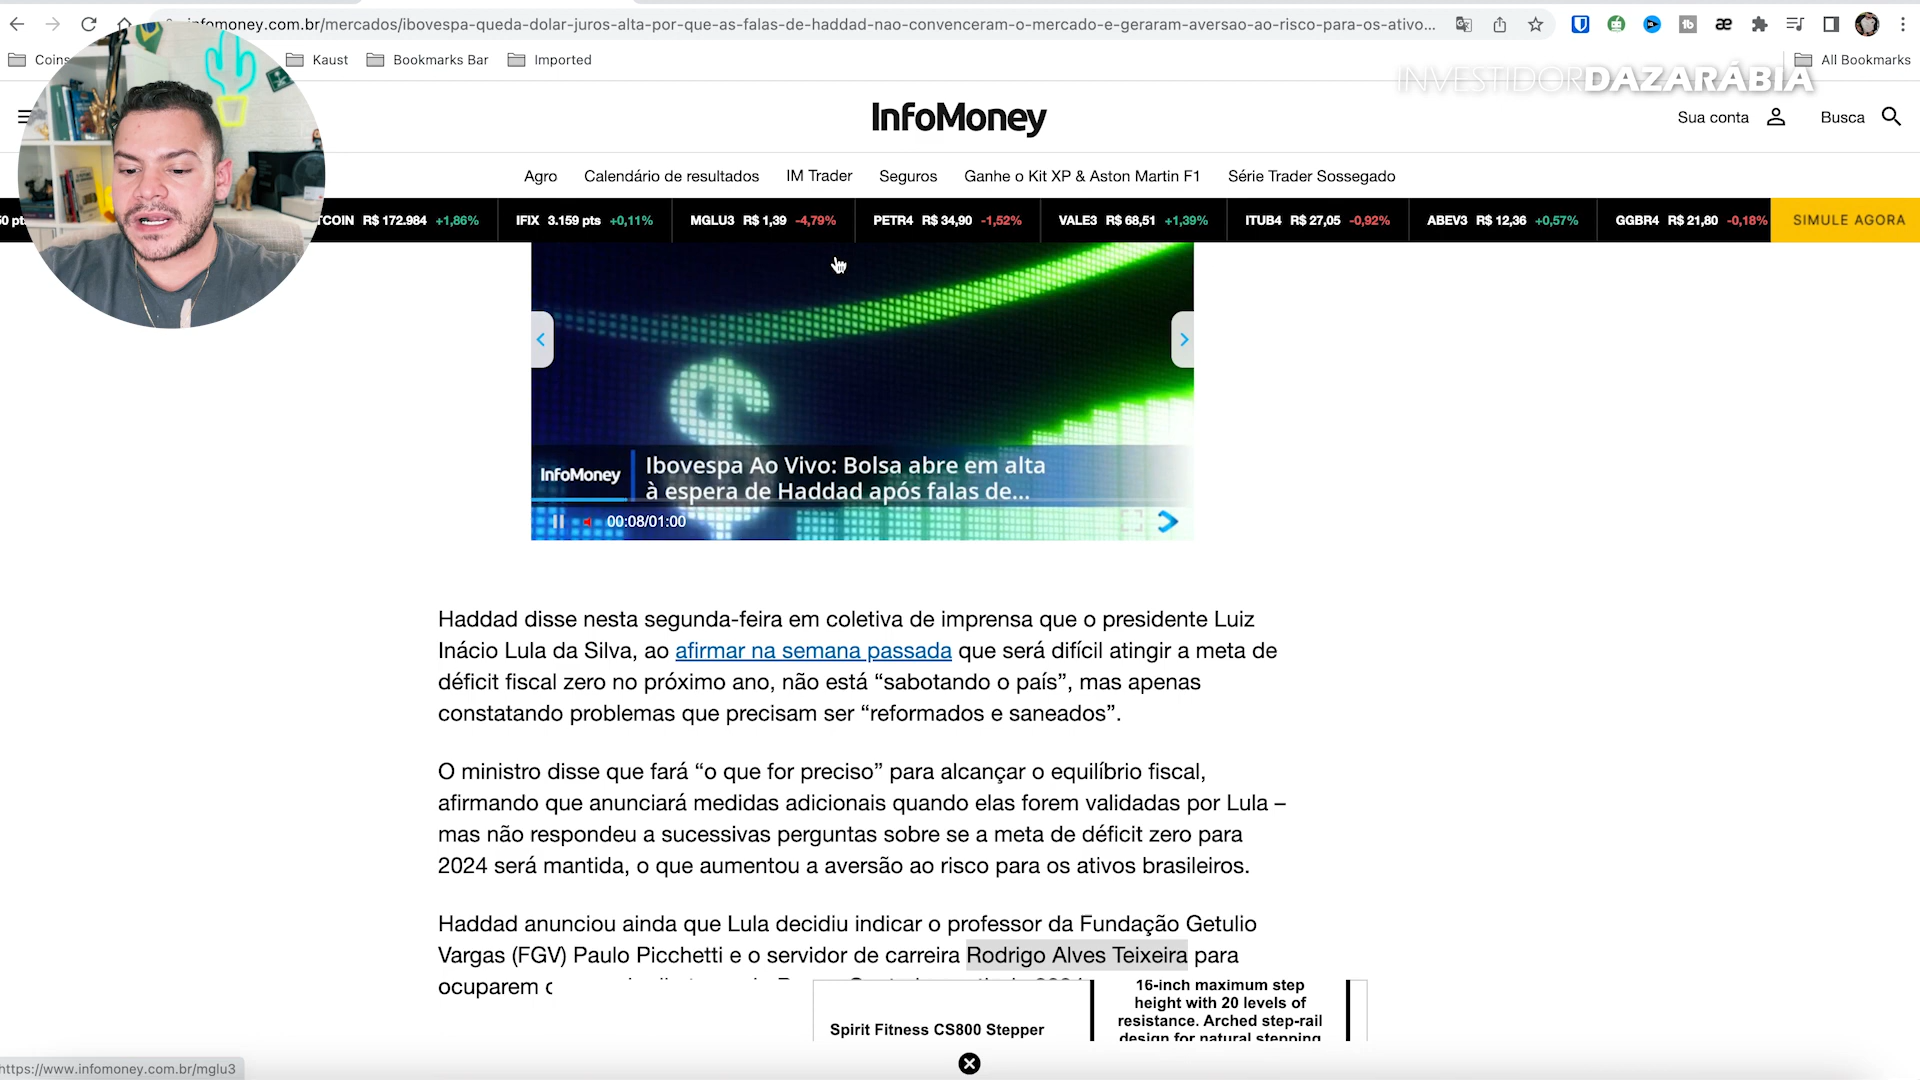 infomoney.com.br/mercados/ibovespa-queda-dolar-juros-alta-por-que-as-falas-de-haddad-nao-convenceram-o-mercado-e-geraram-aversao-ao-risco-para-os-ativo...
Coins
Kaust
Bookmarks Bar
Imported
All Bookmarks
INVESTIDORDAZARÁBIA
InfoMoney
Sua conta
Busca
Agro
Calendário de resultados
IM Trader
Seguros
Ganhe o Kit XP & Aston Martin F1
Série Trader Sossegado
TCOIN R$ 172.984 +1,86%
IFIX 3.159 pts +0,11%
MGLU3 R$ 1,39 -4,79%
PETR4 R$ 34,90 -1,52%
VALE3 R$ 68,51 +1,39%
ITUB4 R$ 27,05 -0,92%
ABEV3 R$ 12,36 +0,57%
GGBR4 R$ 21,80 -0,18%
SIMULE AGORA
InfoMoney
Ibovespa Ao Vivo: Bolsa abre em alta
à espera de Haddad após falas de...
00:08/01:00
Haddad disse nesta segunda-feira em coletiva de imprensa que o presidente Luiz
Inácio Lula da Silva, ao afirmar na semana passada que será difícil atingir a meta de
déficit fiscal zero no próximo ano, não está “sabotando o país”, mas apenas
constatando problemas que precisam ser “reformados e saneados”.
O ministro disse que fará “o que for preciso” para alcançar o equilíbrio fiscal,
afirmando que anunciará medidas adicionais quando elas forem validadas por Lula –
mas não respondeu a sucessivas perguntas sobre se a meta de déficit zero para
2024 será mantida, o que aumentou a aversão ao risco para os ativos brasileiros.
Haddad anunciou ainda que Lula decidiu indicar o professor da Fundação Getulio
Vargas (FGV) Paulo Picchetti e o servidor de carreira Rodrigo Alves Teixeira para
ocuparem
Spirit Fitness CS800 Stepper
16-inch maximum step
height with 20 levels of
resistance. Arched step-rail
design for natural stepping
https://www.infomoney.com.br/mglu3